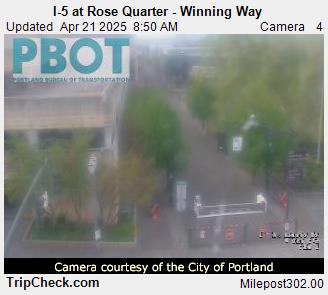 I-5 at Rose Quarter - Winning Way
Updated Apr 21 2025 8:50 AM Camera 4
PBOT
PORTLAND BUREAU OF TRANSPORTATION
Camera courtesy of the City of Portland
TripCheck.com Milepost302.00